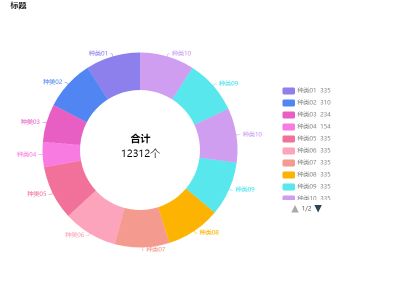 标题
种类01
种类10
种类02
种类09
种类03
种类10
种类04
合计
12312个
种类05
种类09
种类06
种类08
种类07
种类01 335
种类02 310
种类03 234
种类04 154
种类05 335
种类06 335
种类07 335
种类08 335
种类09 335
种类10 335
1/2